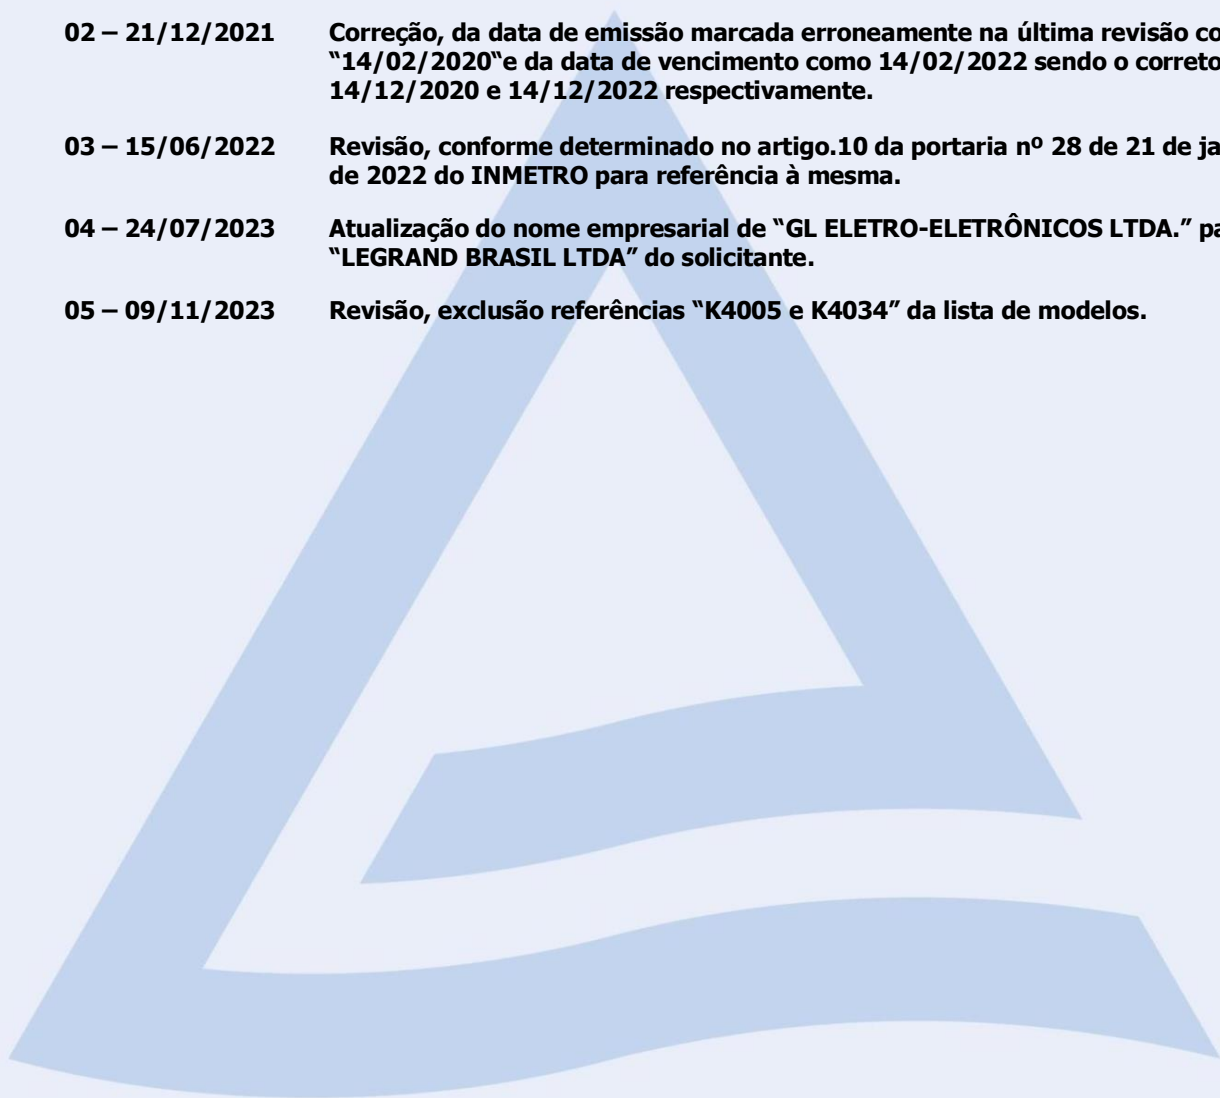 02 – 21/12/2021 Correção, da data de emissão marcada erroneamente na última revisão co
“14/02/2020“e da data de vencimento como 14/02/2022 sendo o correto
14/12/2020 e 14/12/2022 respectivamente.
03 – 15/06/2022 Revisão, conforme determinado no artigo.10 da portaria nº 28 de 21 de ja
de 2022 do INMETRO para referência à mesma.
04 – 24/07/2023 Atualização do nome empresarial de “GL ELETRO-ELETRÔNICOS LTDA.” pa
“LEGRAND BRASIL LTDA” do solicitante.
05 – 09/11/2023 Revisão, exclusão referências “K4005 e K4034” da lista de modelos.